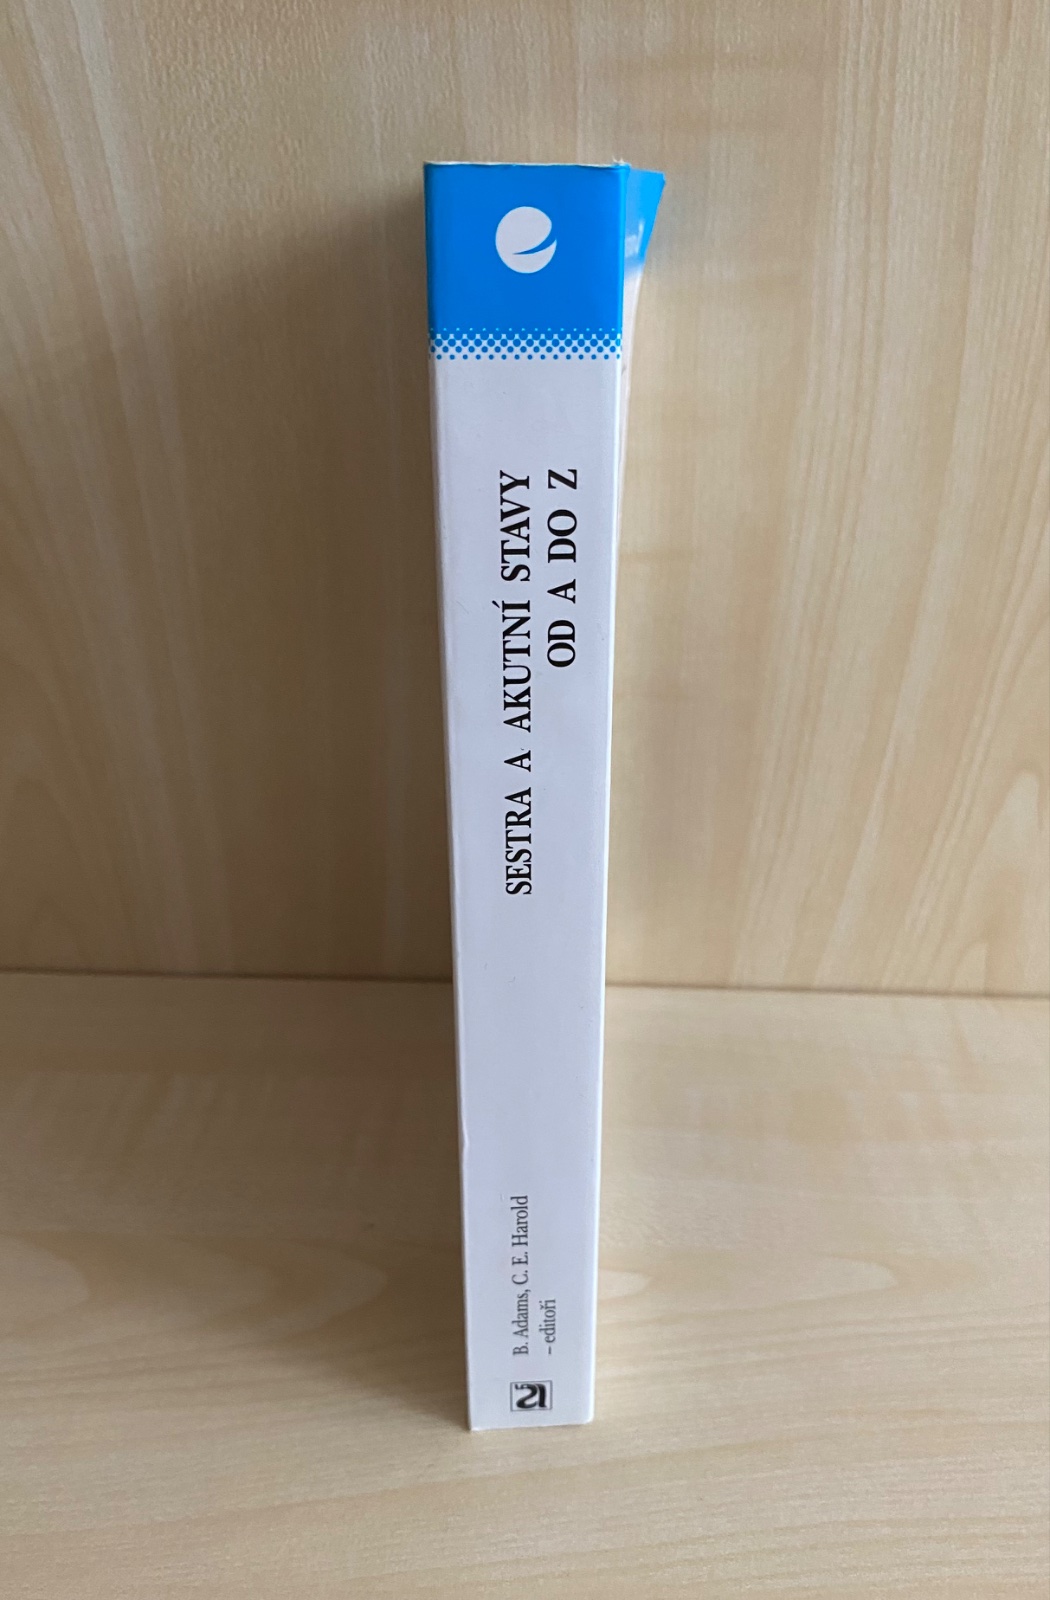 SESTRA A AKUTNÍ STAVY
OD A DO Z
B. Adams, C. E. Harold
– editoři